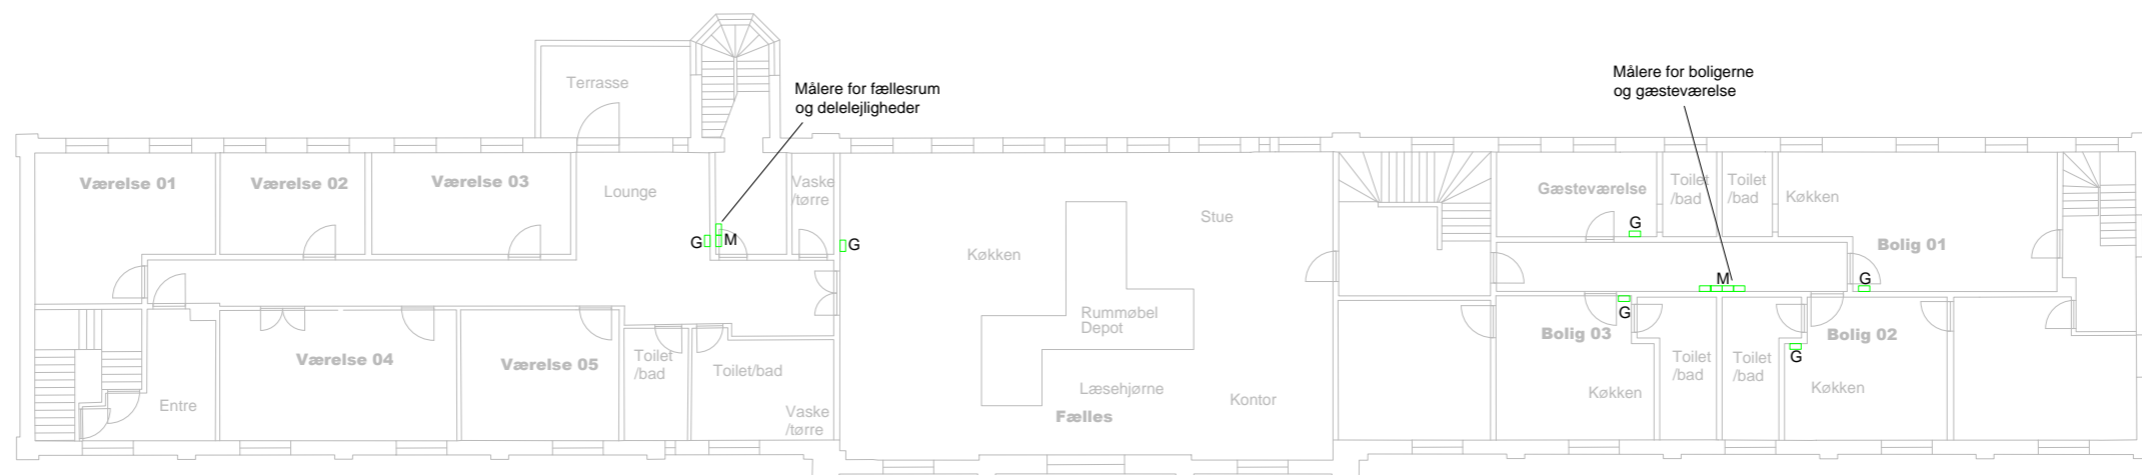 Terrasse
Målere for fællesrum
og delelejligheder
Målere for boligerne
og gæsteværelse
Værelse 01
Værelse 02
Værelse 03
Lounge
Vaske
/tørre
G
M
G
Stue
Køkken
Gæsteværelse
Toilet
/bad
Toilet
/bad
Køkken
G
Bolig 01
M
G
Rummøbel
Depot
G
Bolig 03
Bolig 02
G
Værelse 04
Værelse 05
Toilet
/bad
Toilet/bad
Toilet
/bad
Toilet
/bad
Læsehjørne
Kontor
Køkken
Køkken
Entre
Vaske
/tørre
Fælles